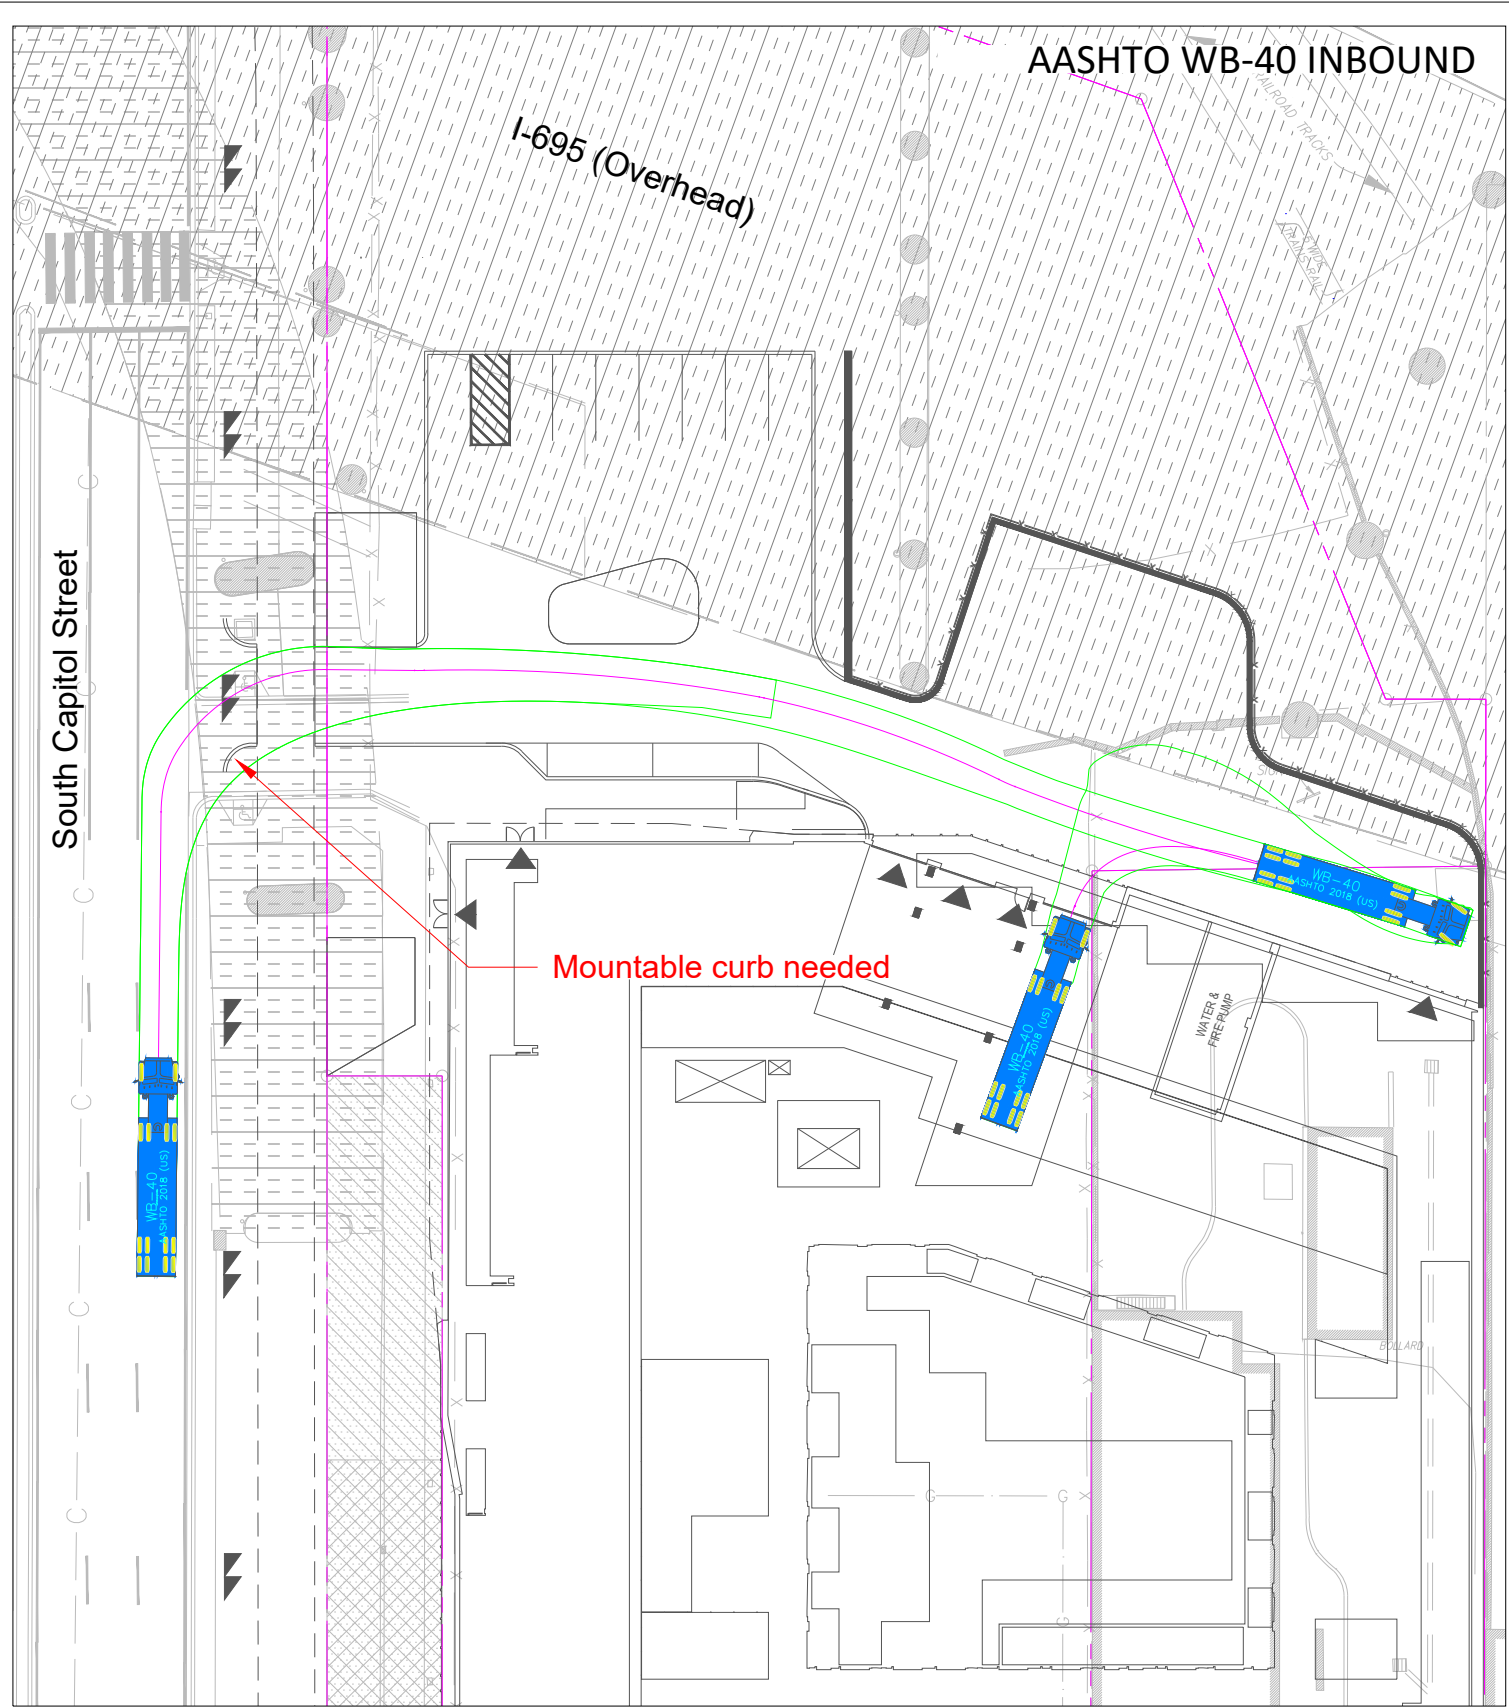 AASHTO WB-40 INBOUND
RAILROAD TRACKS
I-695 (Overhead)
South Capitol Street
Mountable curb needed
WB-40
AASHTO 2018 (US)
WB-40
AASHTO 2018 (US)
WB-40
AASHTO 2018 (US)
WATER &
FIRE PUMP
BOLLARD
C
C
C
C
C
C
G
G
G